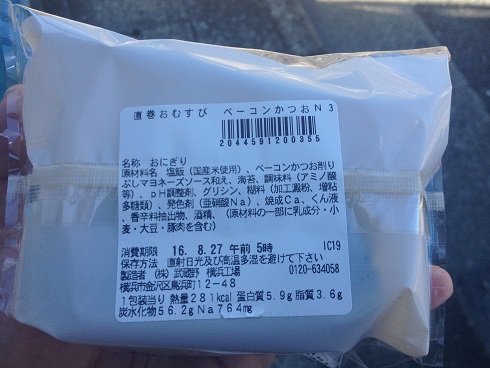 直巻おむすび ベーコンかつおN 3
2044591200355
名称 おにぎり
原材料名 塩飯(国産米使用)、ベーコンかつお削り
ぶしマヨネーズソース和え、海苔、調味料(アミノ酸
等)、pH調整剤、グリシン、糊料(加工澱粉、増粘
多糖類)、発色剤(亜硝酸Na)、焼成Ca、くん液
、香辛料抽出物、酒精、(原材料の一部に乳成分・小
麦・大豆・豚肉を含む)
消費期限 16.8.27 午前 5時 IC19
保存方法 直射日光及び高温多湿を避けて下さい
製造者 (株)武蔵野 横浜工場 0120-634058
横浜市金沢区鳥浜町12-48
1包装当り 熱量281kcal 蛋白質5.9g 脂質3.6g
炭水化物56.2g Na764mg